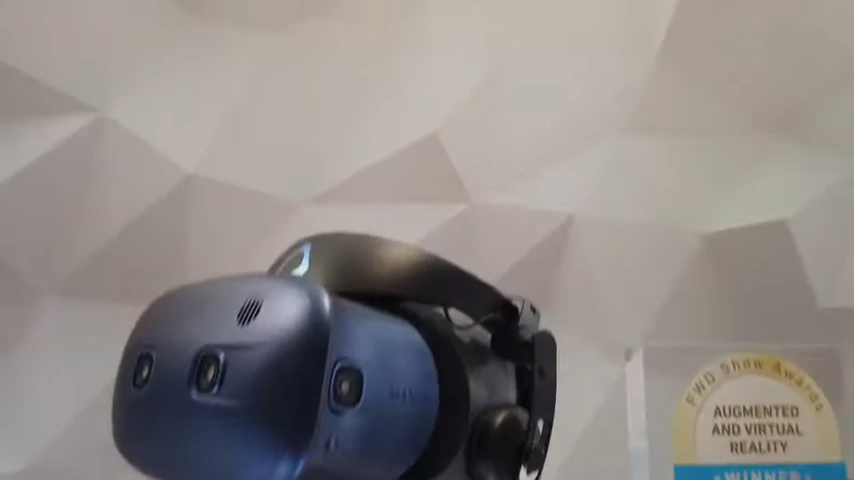 FWD Show Awards
AUGMENTED
AND VIRTUAL
REALITY
WINNER